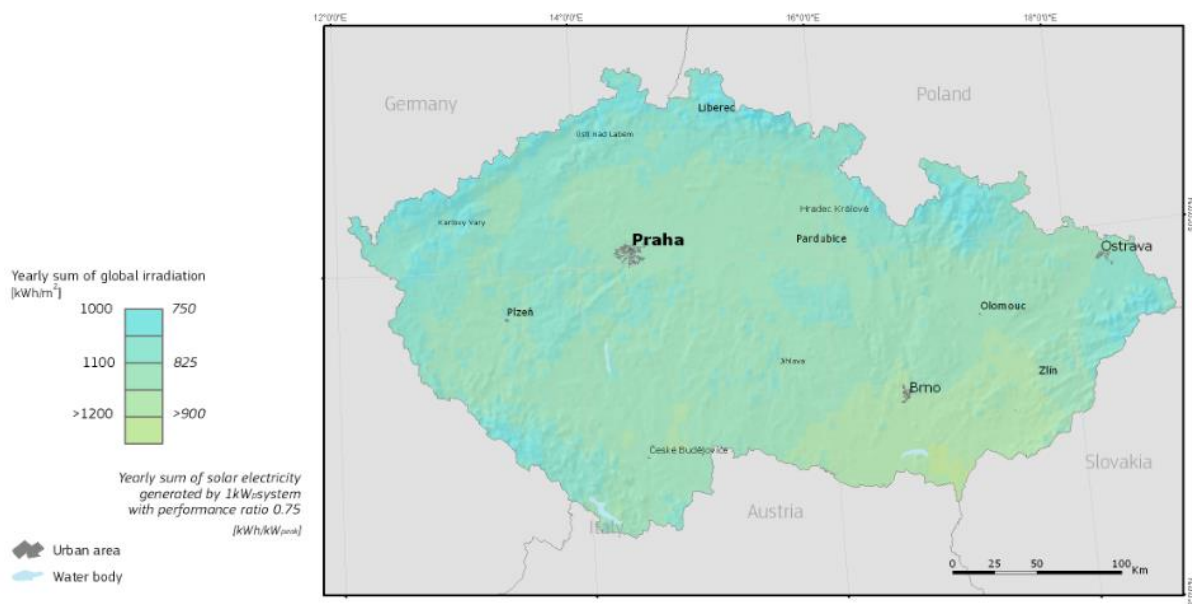 12°0'0"E 14°0'0"E 16°0'0"E 18°0'0"E
Germany
Poland
Liberec
Ústí nad Labem
Karlovy Vary
Hradec Králové
Praha
Pardubice
Ostrava
Plzeň
Olomouc
Jihlava
Zlín
Brno
České Budějovice
Slovakia
Austria
Italy
Yearly sum of global irradiation
[kWh/m²]
1000 750
1100 825
>1200 >900
Yearly sum of solar electricity
generated by 1kWₚsystem
with performance ratio 0.75
[kWh/kWpeak]
Urban area
Water body
0 25 50 100
Km